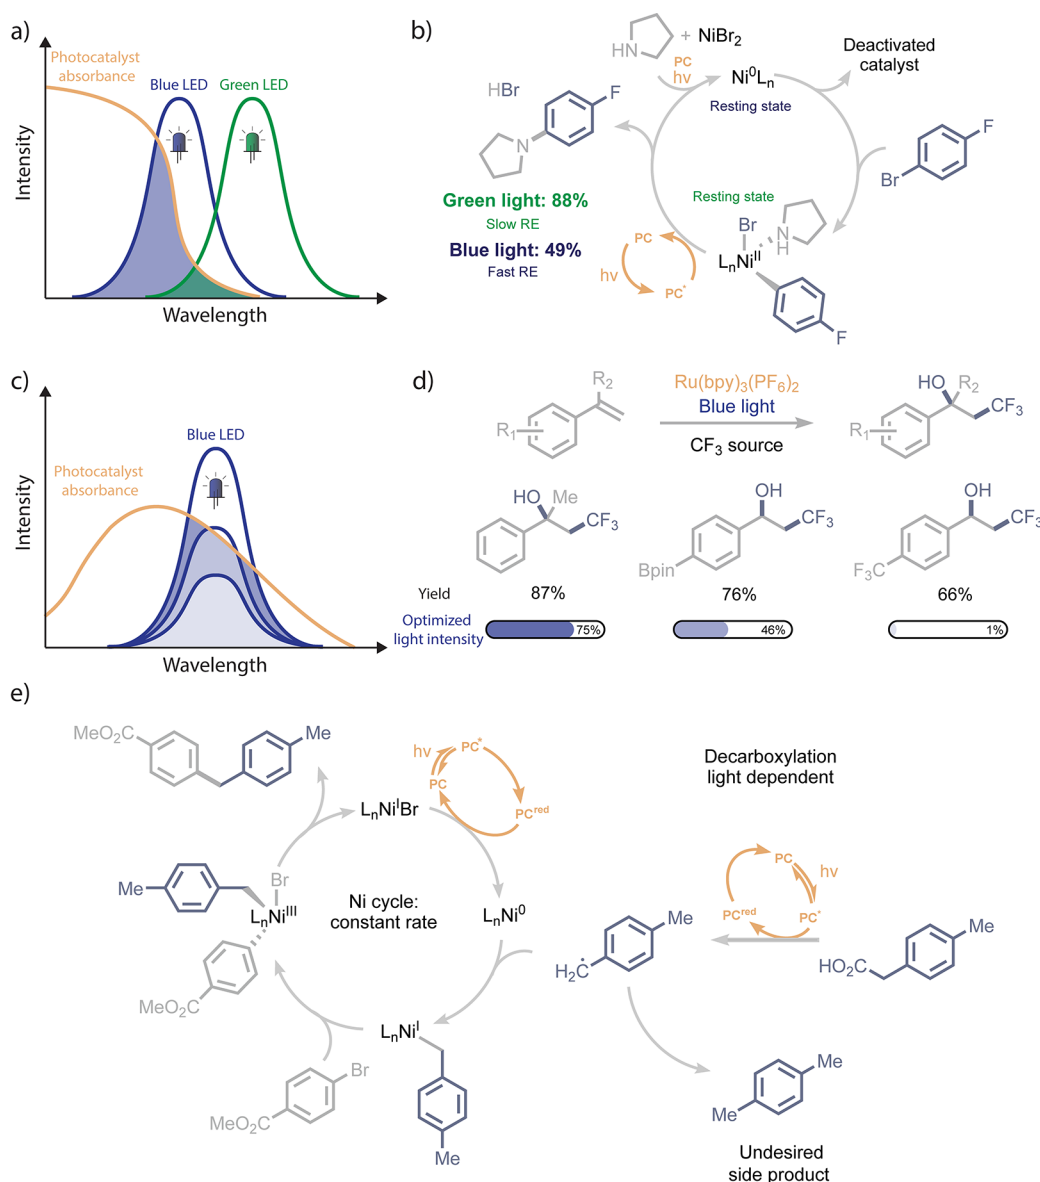 a)
Intensity
Photocatalyst
absorbance
Blue LED
Green LED
Wavelength
b)
HN
+ NiBr₂
PC
hν
Ni⁰Lₙ
Resting state
Deactivated
catalyst
HBr
F
N
Green light: 88%
Slow RE
Blue light: 49%
Fast RE
F
Br
Resting state
Br
N
H
LₙNiᴵᴵ
F
PC
hν
PC*
c)
Intensity
Blue LED
Photocatalyst
absorbance
Wavelength
d)
R₂
R₁
Ru(bpy)₃(PF₆)₂
Blue light
CF₃ source
HO
R₂
CF₃
R₁
HO
Me
CF₃
OH
CF₃
Bpin
OH
CF₃
F₃C
Yield
87%
76%
66%
Optimized
light intensity
75%
46%
1%
e)
MeO₂C
Me
hν
PC*
PC
PCʳᵉᵈ
LₙNiᴵBr
Decarboxylation
light dependent
Me
Br
LₙNiᴵᴵᴵ
MeO₂C
Ni cycle:
constant rate
LₙNi⁰
Me
H₂C·
PC
hν
PCʳᵉᵈ
PC*
HO₂C
Me
LₙNiᴵ
Me
Br
MeO₂C
Me
Me
Undesired
side product